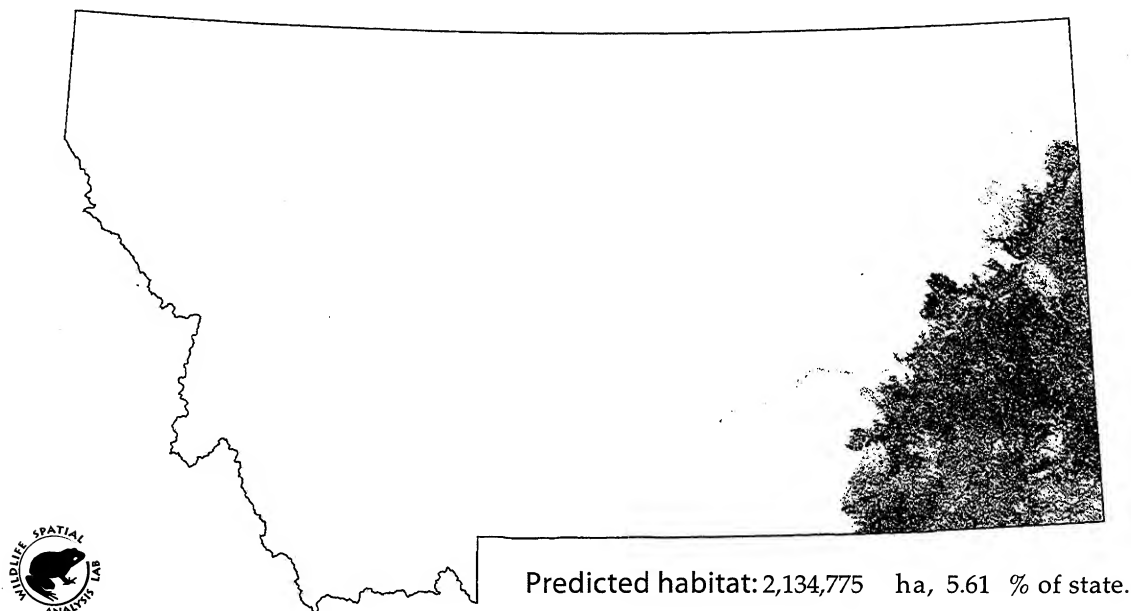 WILDLIFE SPATIAL ANALYSIS LAB
Predicted habitat: 2,134,775 ha, 5.61 % of state.